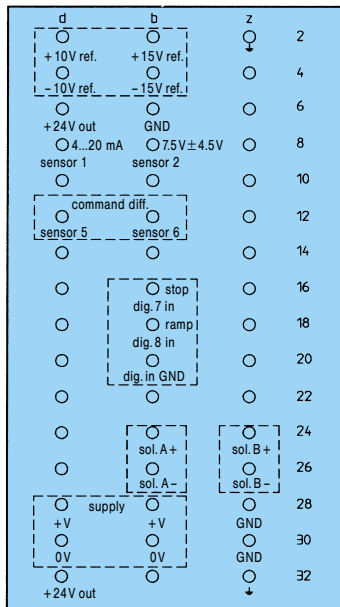 d b z
2
+10V ref. +15V ref.
4
−10V ref. −15V ref.
6
+24V out GND
4...20 mA 7.5V±4.5V 8
sensor 1 sensor 2
10
command diff.
12
sensor 5 sensor 6
14
stop 16
dig.7 in
ramp 18
dig.8 in
20
dig.in GND
22
24
sol.A+ sol.B+
26
sol.A− sol.B−
supply 28
+V +V GND
30
0V 0V GND
32
+24V out